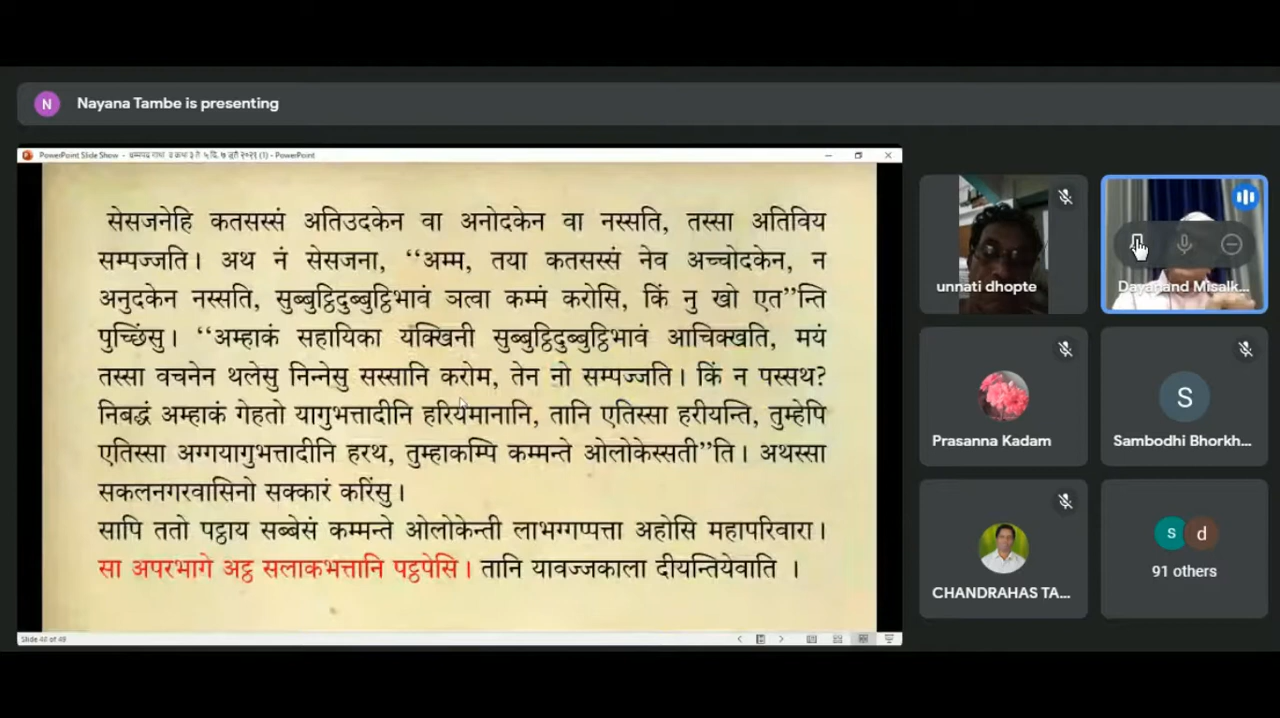 N
Nayana Tambe is presenting
सेसजनेहि कतसस्सं अतिउदकेन वा अनोदकेन वा नस्सति, तस्सा अतिविय
सम्पज्जति। अथ नं सेसजना, ‘‘अम्म, तया कतसस्सं नेव अच्चोदकेन, न
अनुदकेन नस्सति, सुब्बुट्ठिदुब्बुट्ठिभावं ञत्वा कम्मं करोसि, किं नु खो एत’’न्ति
पुच्छिंसु। ‘‘अम्हाकं सहायिका यक्खिनी सुब्बुट्ठिदुब्बुट्ठिभावं आचिक्खति, मयं
तस्सा वचनेन थलेसु निन्नेसु सस्सानि करोम, तेन नो सम्पज्जति। किं न पस्सथ?
निबद्धं अम्हाकं गेहतो यागुभत्तादीनि हरियमानानि, तानि एतिस्सा हरीयन्ति, तुम्हेपि
एतिस्सा अग्गयागुभत्तादीनि हरथ, तुम्हाकम्पि कम्मन्ते ओलोकेस्सती’’ति। अथस्सा
सकलनगरवासिनो सक्कारं करिंसु।
सापि ततो पट्ठाय सब्बेसं कम्मन्ते ओलोकेन्ती लाभग्गप्पत्ता अहोसि महापरिवारा।
सा अपरभागे अट्ठ सलाकभत्तानि पट्ठपेसि। तानि यावज्जकाला दीयन्तियेवाति ।
unnati dhopte
Dayanand Misalk...
Prasanna Kadam
S
Sambodhi Bhorkh...
CHANDRAHAS TA...
s
d
91 others